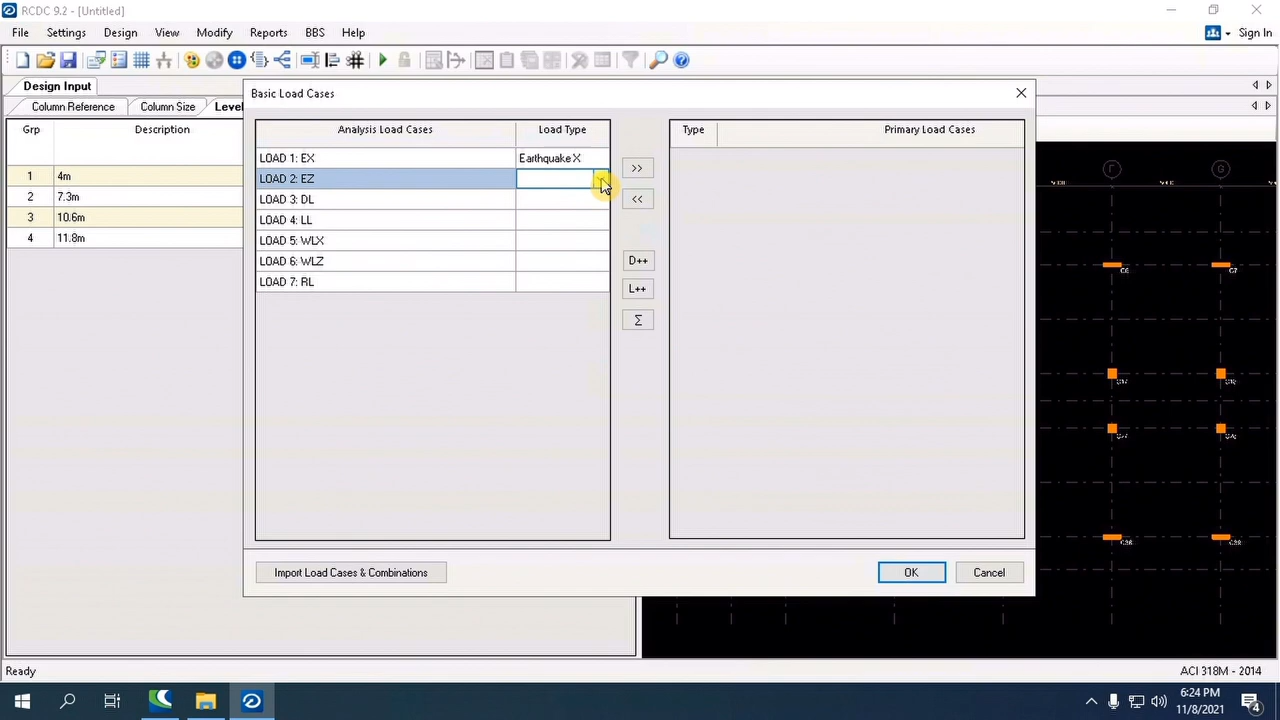 RCDC 9.2 - [Untitled]
File Settings Design View Modify Reports BBS Help
Sign In
Design Input
Column Reference Column Size Level
Grp Description
1 4m
2 7.3m
3 10.6m
4 11.8m
Basic Load Cases
Analysis Load Cases Load Type
LOAD 1: EX Earthquake X
LOAD 2: EZ
LOAD 3: DL
LOAD 4: LL
LOAD 5: WLX
LOAD 6: WLZ
LOAD 7: RL
>>
<<
D++
L++
Σ
Type Primary Load Cases
Import Load Cases & Combinations
OK Cancel
Ready
ACI 318M - 2014
6:24 PM
11/8/2021
4